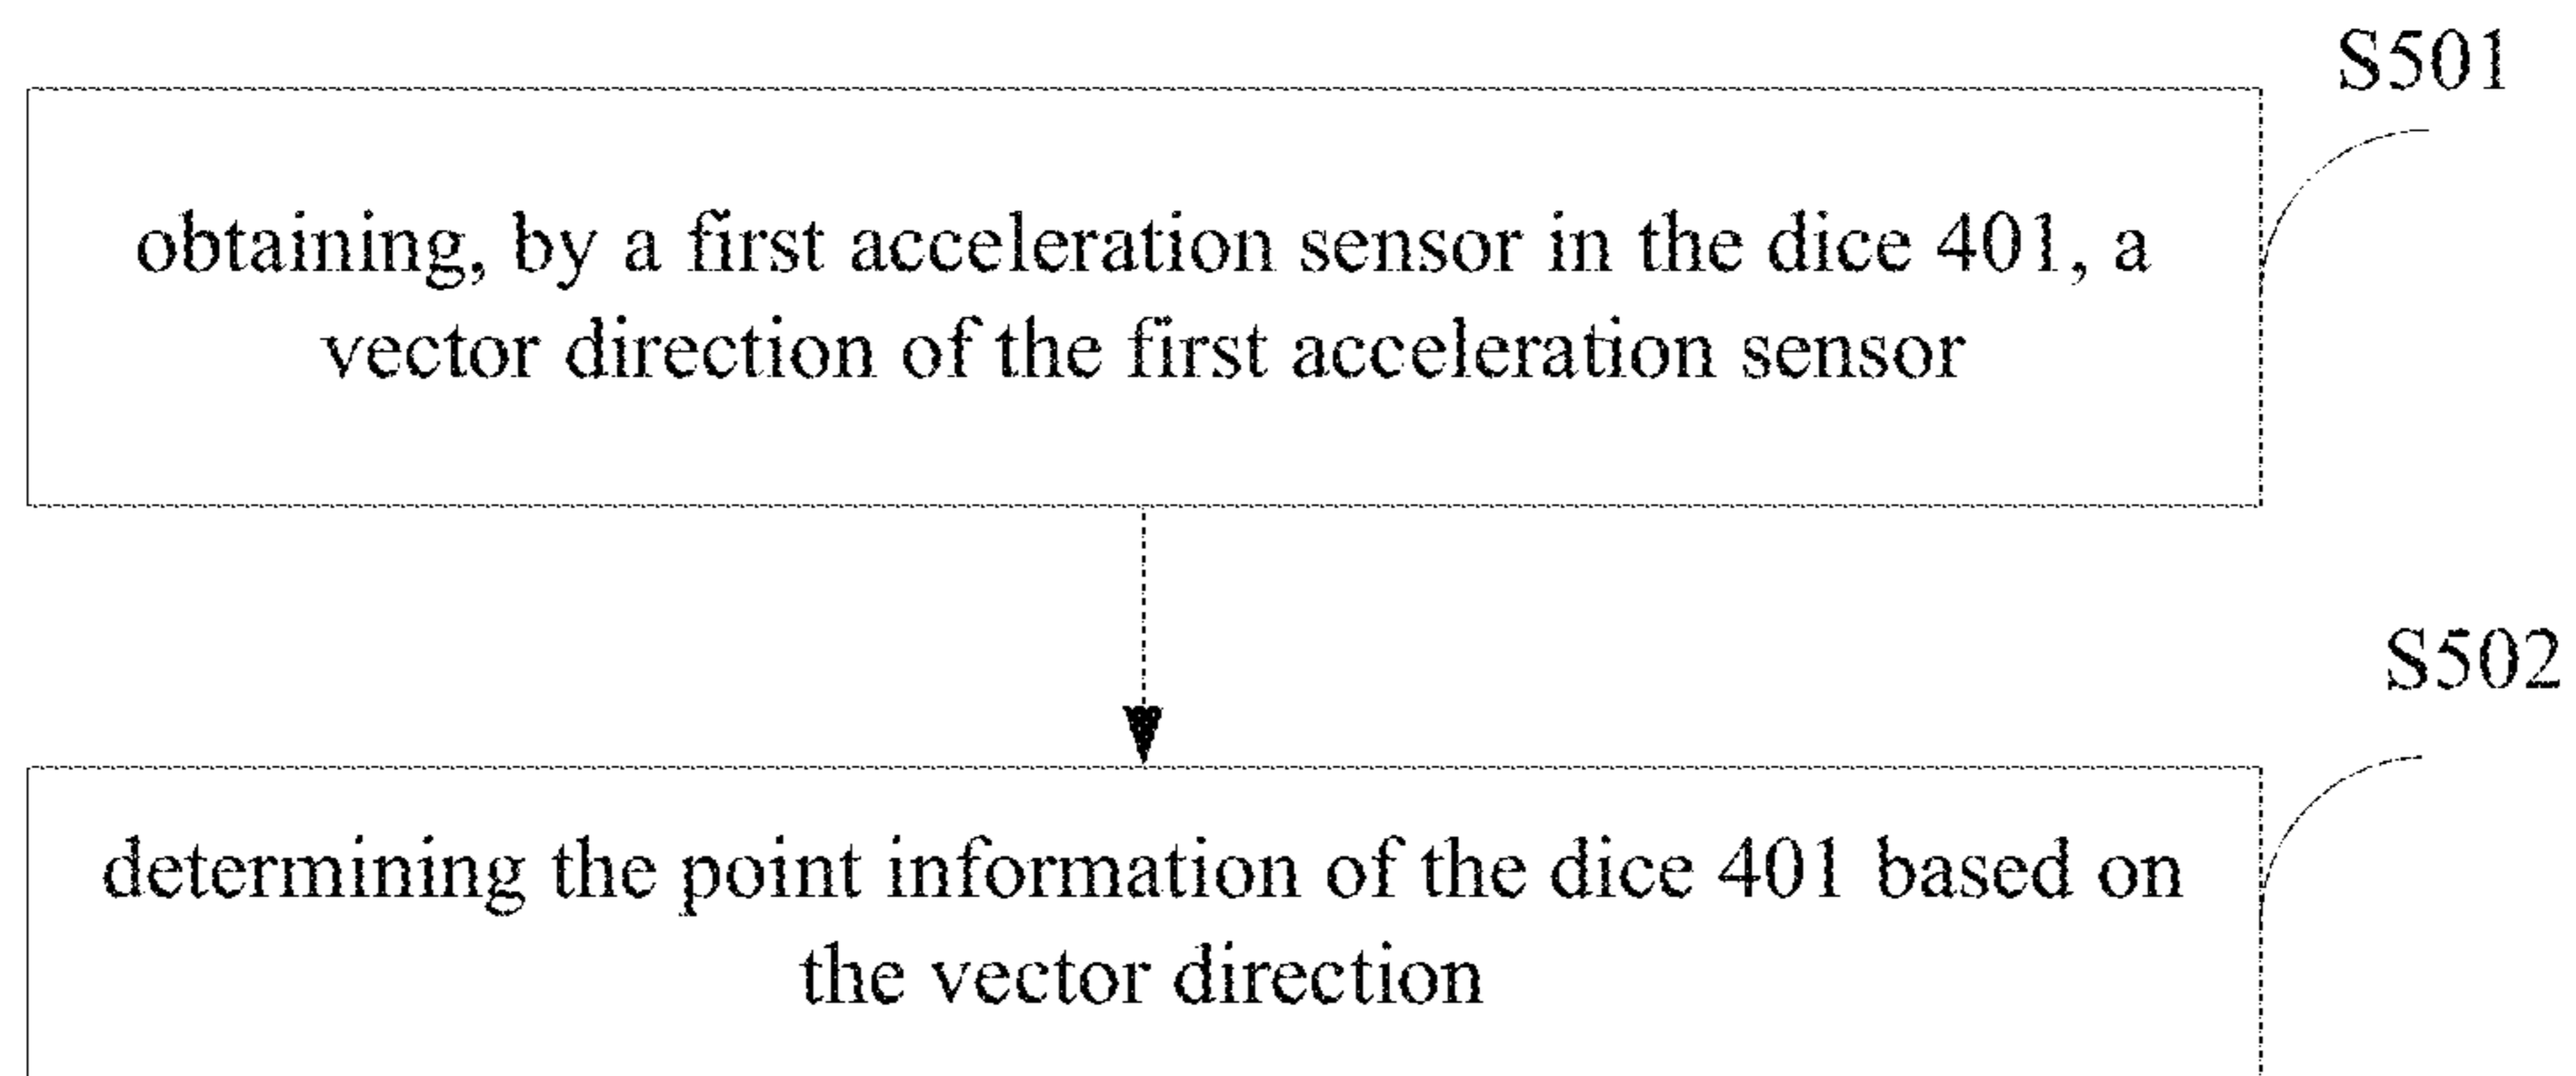 S501
obtaining, by a first acceleration sensor in the dice 401, a
vector direction of the first acceleration sensor
S502
determining the point information of the dice 401 based on
the vector direction